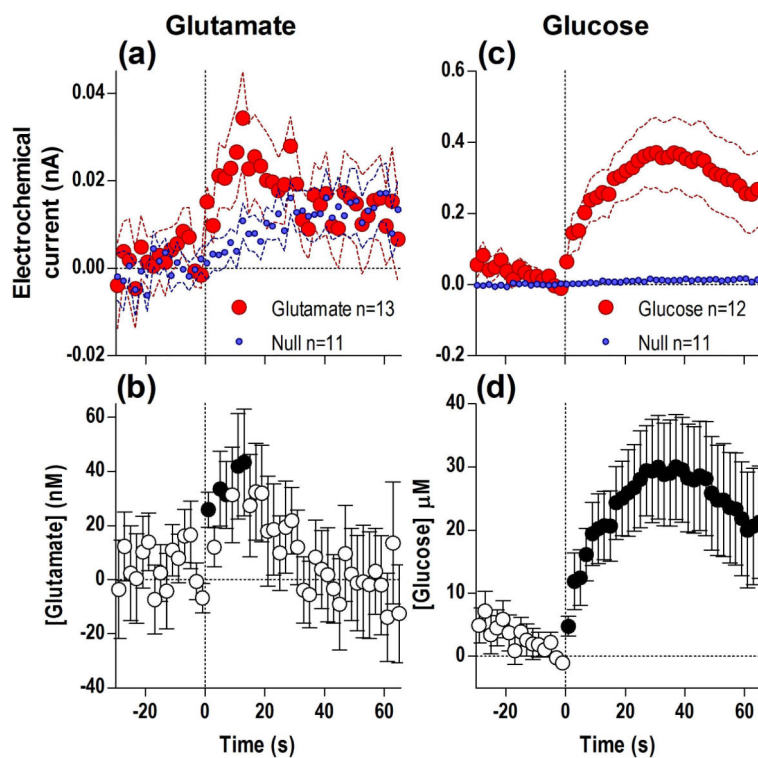 Glutamate
Glucose
(a)
(c)
Electrochemical
current (nA)
0.04
0.02
0.00
-0.02
Glutamate n=13
Null n=11
0.6
0.4
0.2
0.0
-0.2
Glucose n=12
Null n=11
(b)
(d)
[Glutamate] (nM)
60
40
20
0
-20
-40
-20
0
20
40
60
Time (s)
[Glucose] µM
40
30
20
10
0
-20
0
20
40
60
Time (s)